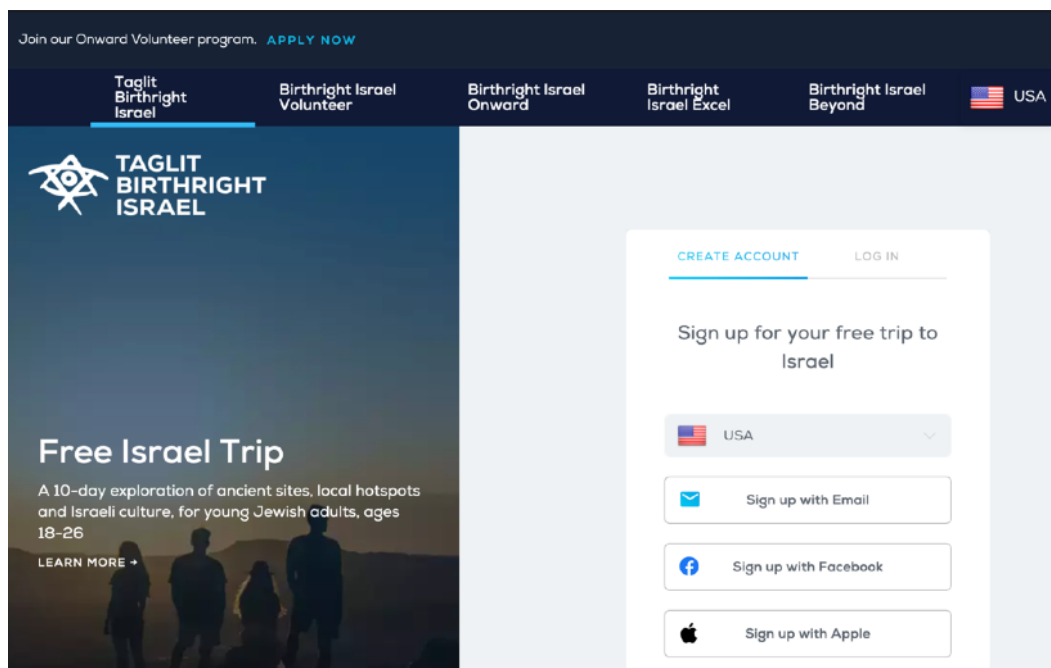 Join our Onward Volunteer program. APPLY NOW
Taglit
Birthright
Israel
Birthright Israel
Volunteer
Birthright Israel
Onward
Birthright
Israel Excel
Birthright Israel
Beyond
USA
TAGLIT
BIRTHRIGHT
ISRAEL
Free Israel Trip
A 10-day exploration of ancient sites, local hotspots
and Israeli culture, for young Jewish adults, ages
18-26
LEARN MORE →
CREATE ACCOUNT
LOG IN
Sign up for your free trip to
Israel
USA
Sign up with Email
Sign up with Facebook
Sign up with Apple